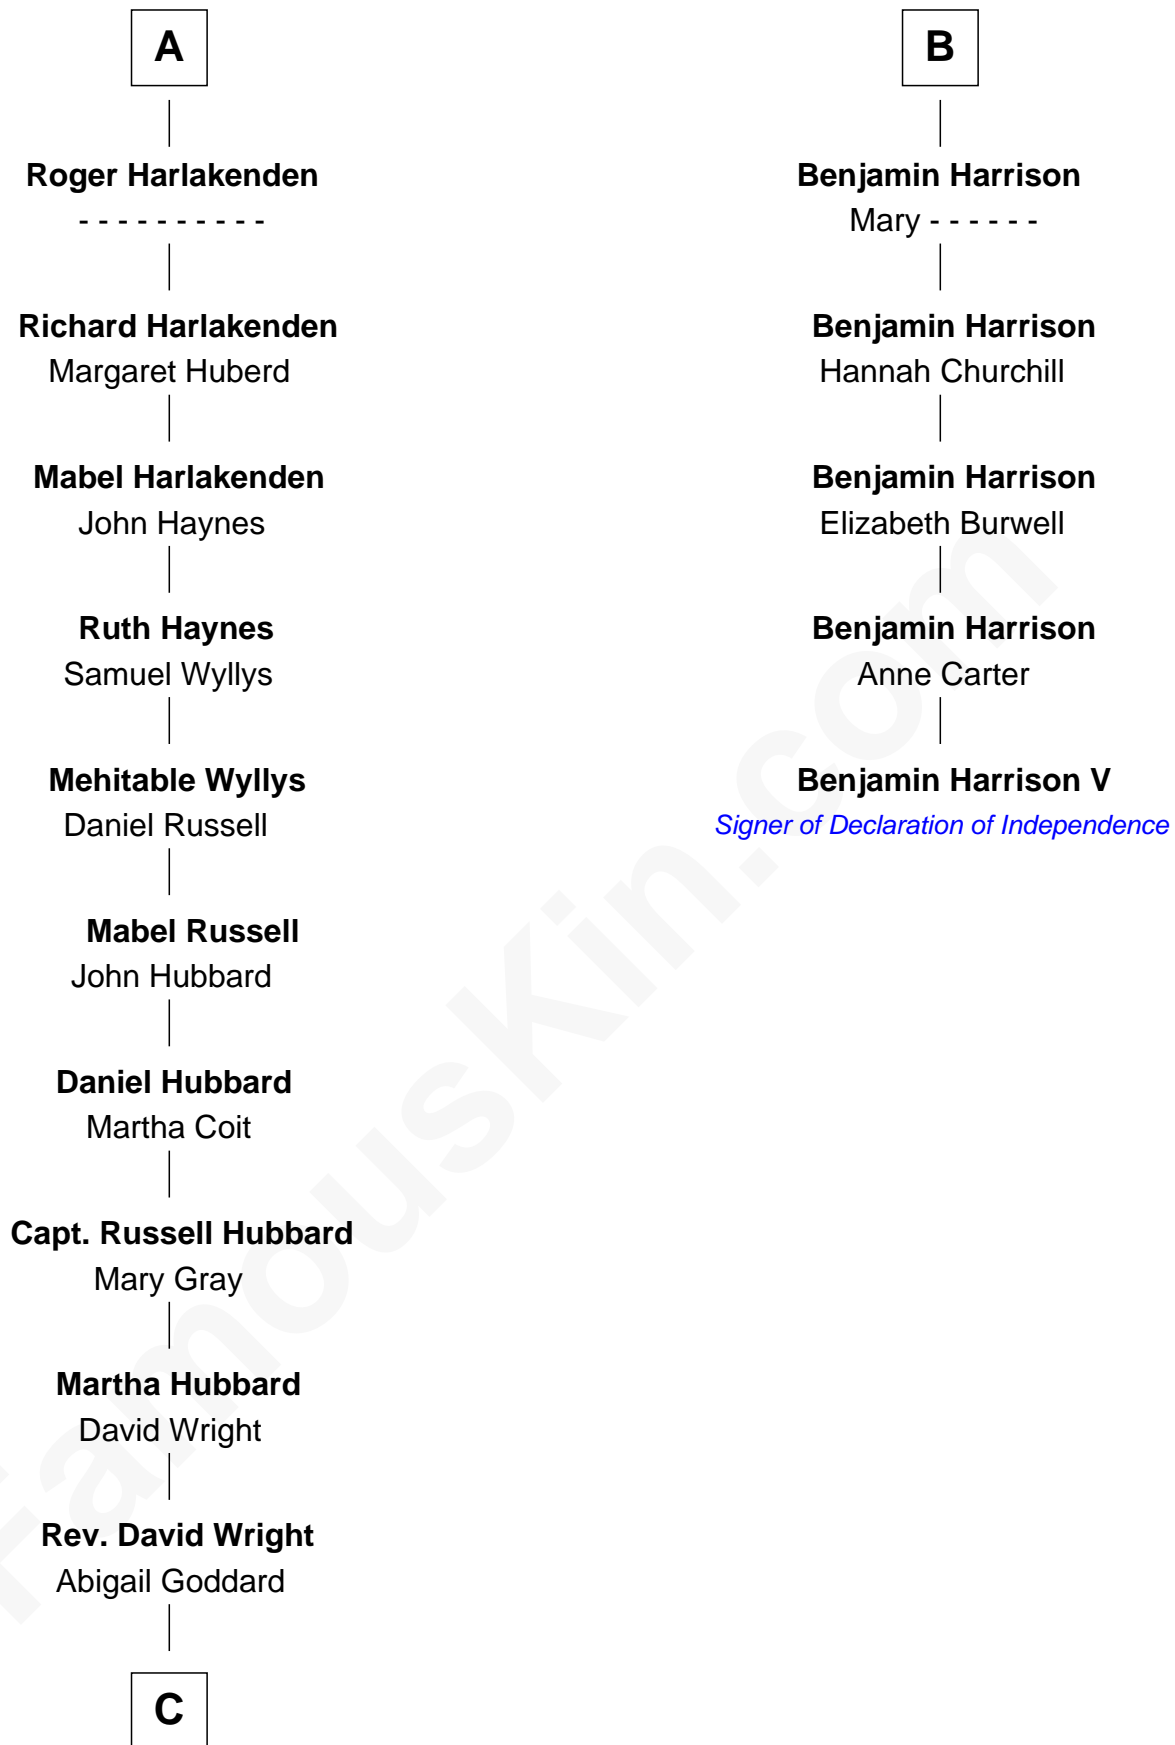 A
Roger Harlakenden
- - - - - - - - - -
Richard Harlakenden
Margaret Huberd
Mabel Harlakenden
John Haynes
Ruth Haynes
Samuel Wyllys
Mehitable Wyllys
Daniel Russell
Mabel Russell
John Hubbard
Daniel Hubbard
Martha Coit
Capt. Russell Hubbard
Mary Gray
Martha Hubbard
David Wright
Rev. David Wright
Abigail Goddard
C
B
Benjamin Harrison
Mary - - - - - -
Benjamin Harrison
Hannah Churchill
Benjamin Harrison
Elizabeth Burwell
Benjamin Harrison
Anne Carter
Benjamin Harrison V
Signer of Declaration of Independence
FamousKin.com